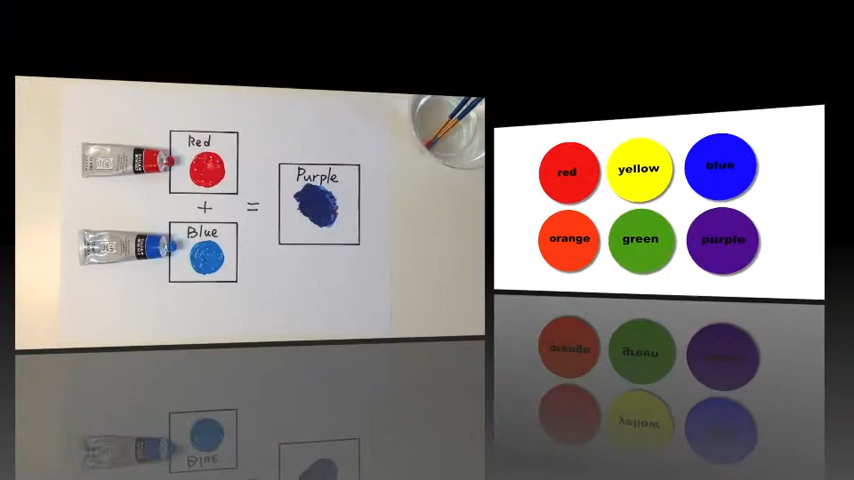 Red
+
Blue
=
Purple
red yellow blue
orange green purple